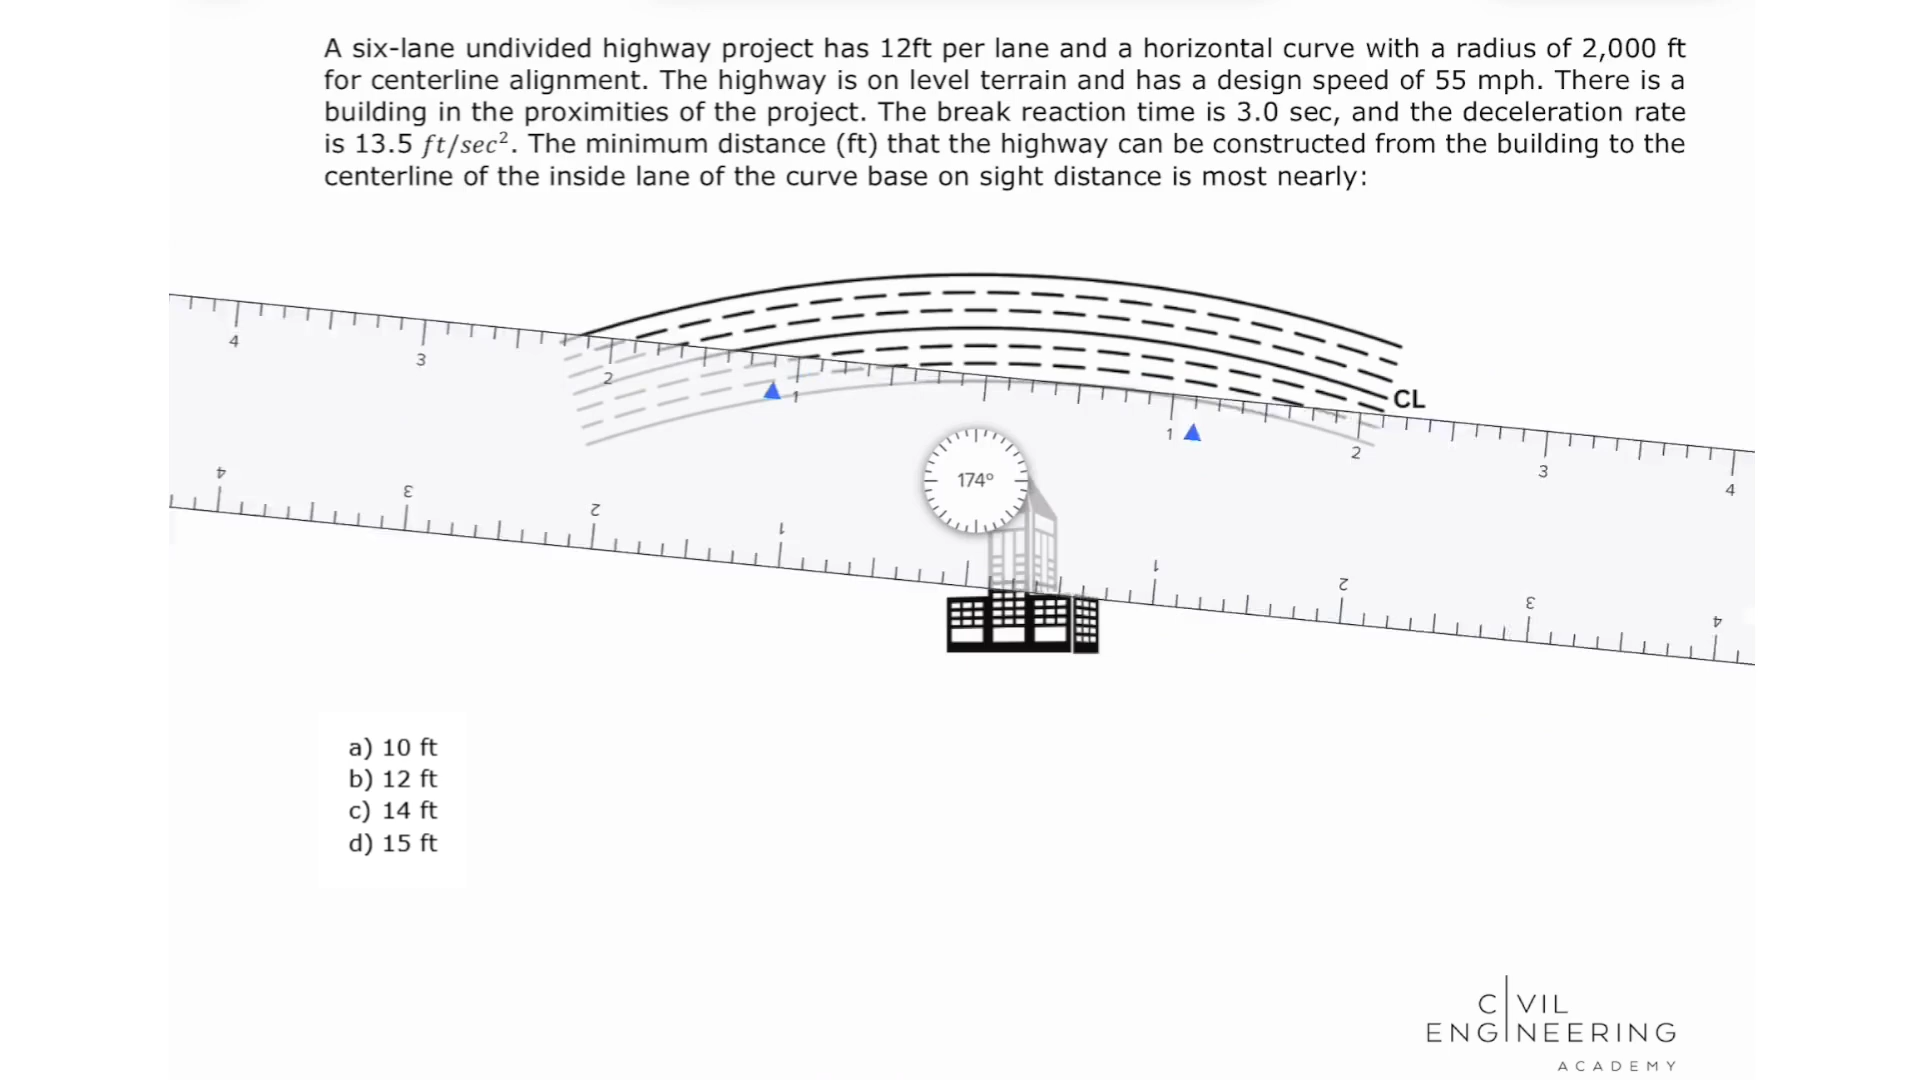 A six-lane undivided highway project has 12ft per lane and a horizontal curve with a radius of 2,000 ft
for centerline alignment. The highway is on level terrain and has a design speed of 55 mph. There is a
building in the proximities of the project. The break reaction time is 3.0 sec, and the deceleration rate
is 13.5 ft/sec². The minimum distance (ft) that the highway can be constructed from the building to the
centerline of the inside lane of the curve base on sight distance is most nearly:
CL
4 3 2 1 1 2 3 4
174°
4 3 2 1 1 2 3 4
a) 10 ft
b) 12 ft
c) 14 ft
d) 15 ft
CIVIL
ENGINEERING
ACADEMY